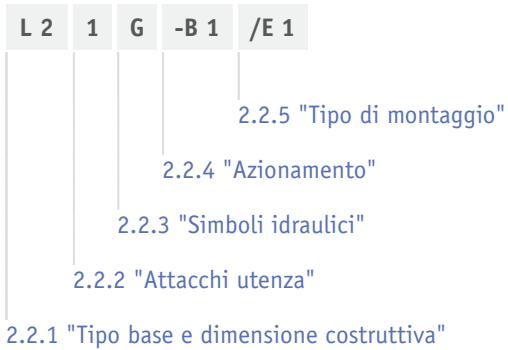 L 2 1 G -B 1 /E 1
2.2.5 "Tipo di montaggio"
2.2.4 "Azionamento"
2.2.3 "Simboli idraulici"
2.2.2 "Attacchi utenza"
2.2.1 "Tipo base e dimensione costruttiva"